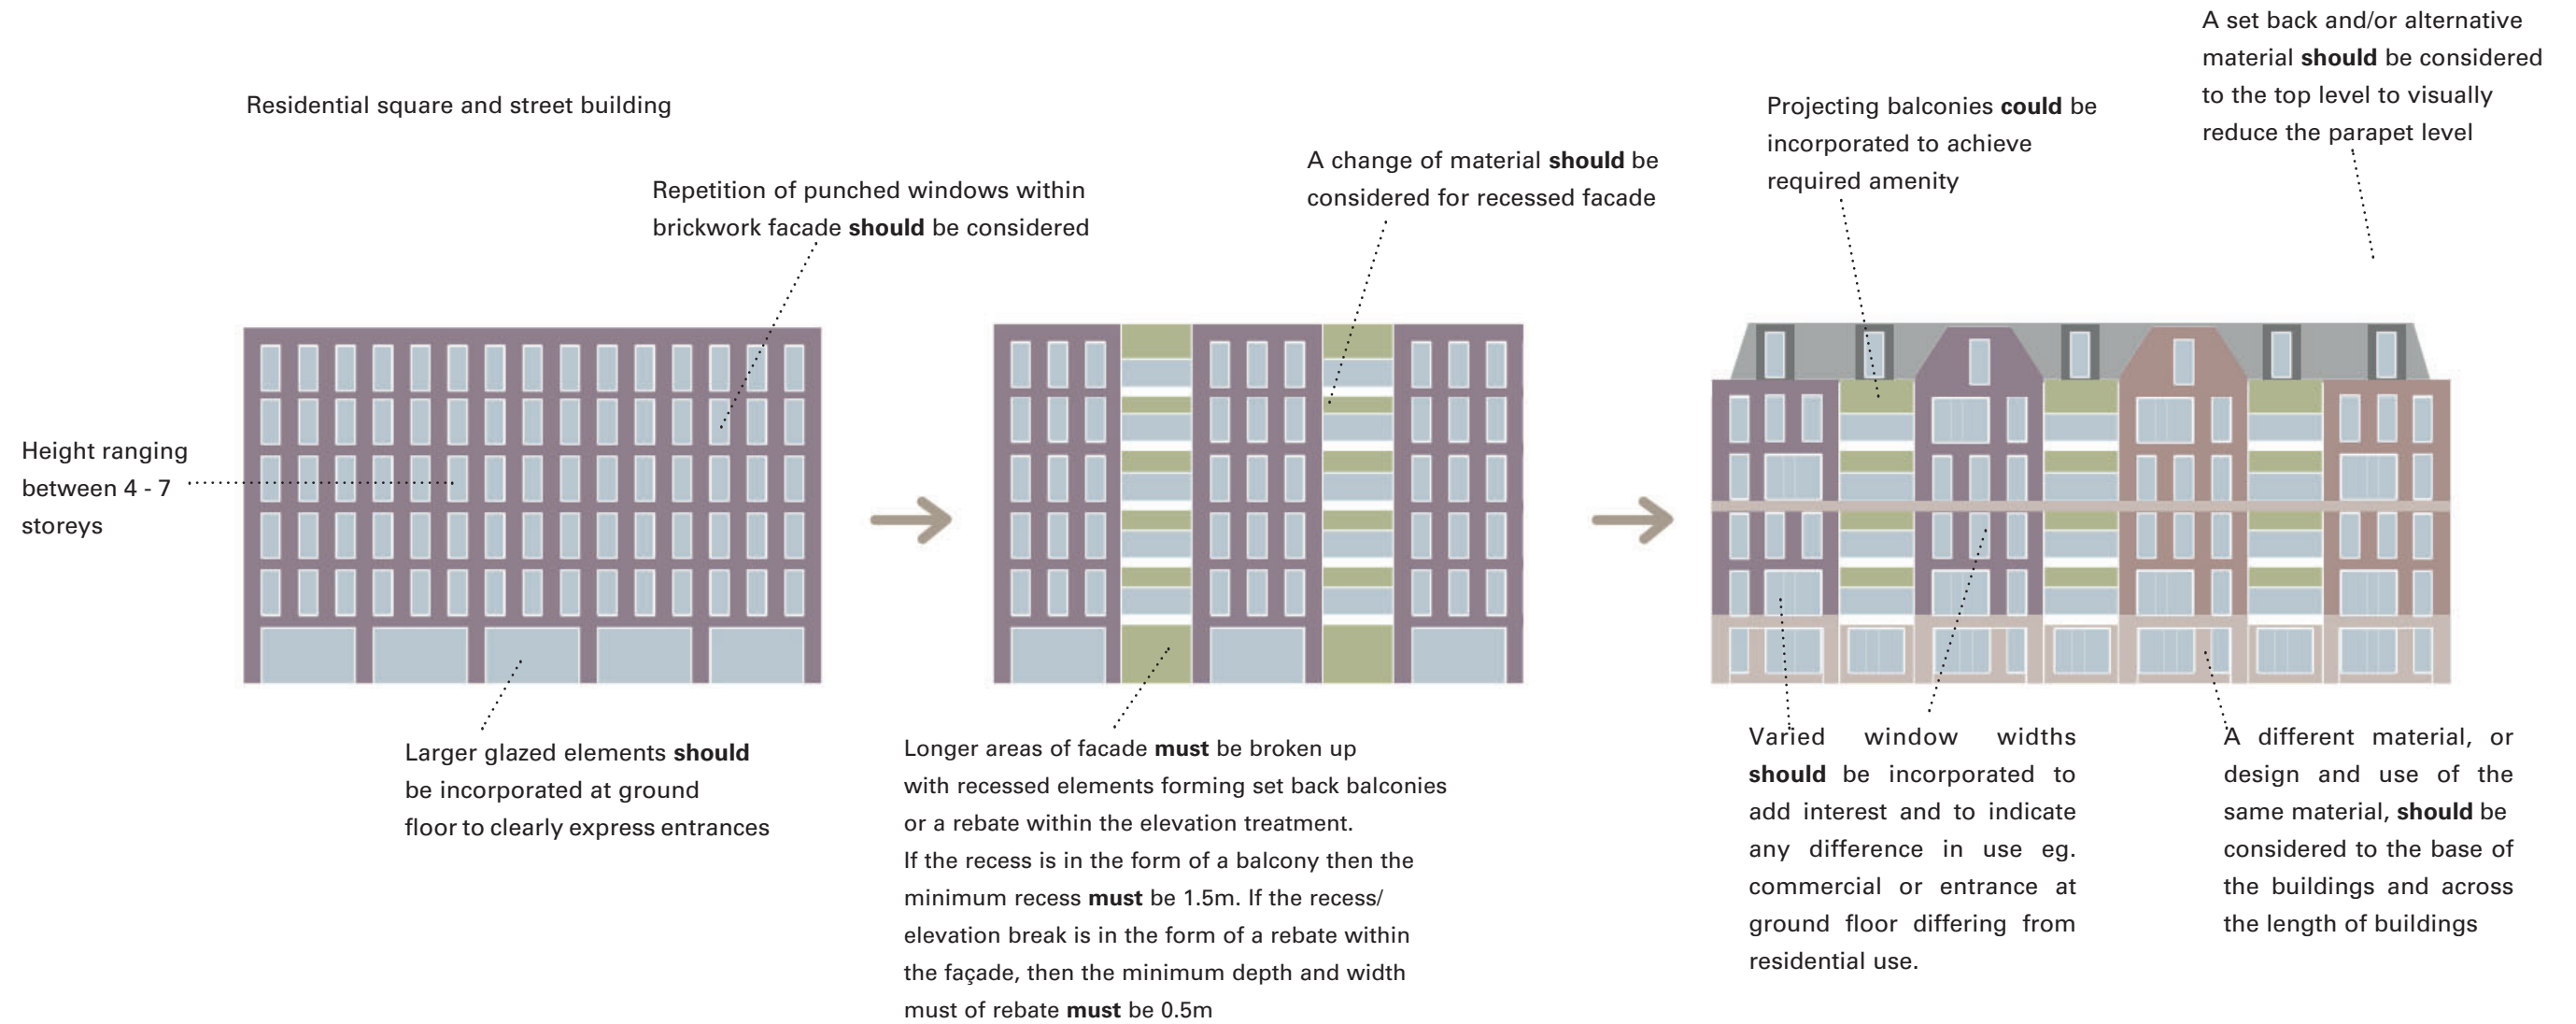 Residential square and street building
Repetition of punched windows within
brickwork facade should be considered
Height ranging
between 4 - 7
storeys
Larger glazed elements should
be incorporated at ground
floor to clearly express entrances
A change of material should be
considered for recessed facade
Longer areas of facade must be broken up
with recessed elements forming set back balconies
or a rebate within the elevation treatment.
If the recess is in the form of a balcony then the
minimum recess must be 1.5m. If the recess/
elevation break is in the form of a rebate within
the façade, then the minimum depth and width
must of rebate must be 0.5m
Projecting balconies could be
incorporated to achieve
required amenity
A set back and/or alternative
material should be considered
to the top level to visually
reduce the parapet level
Varied window widths
should be incorporated to
add interest and to indicate
any difference in use eg.
commercial or entrance at
ground floor differing from
residential use.
A different material, or
design and use of the
same material, should be
considered to the base of
the buildings and across
the length of buildings